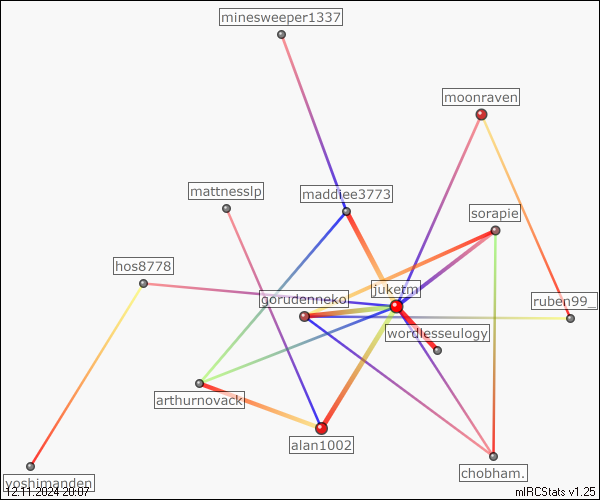 minesweeper1337
moonraven
mattnesslp
maddiee3773
sorapie
hos8778
jukerm
gorudenneko
ruben99_
wordlesseulogy
arthurnovack
alan1002
chobham.
yoshimanden
12.11.2024 20:07
mIRCStats v1.25